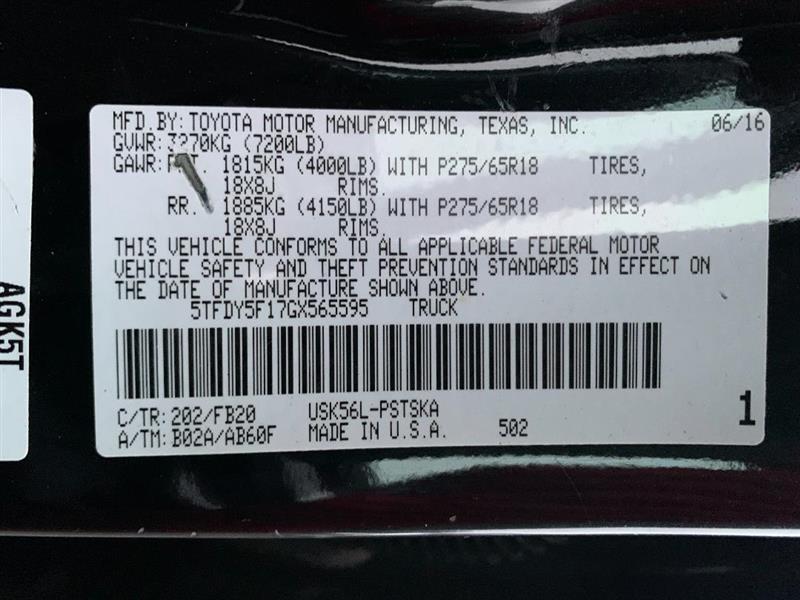 MFD. BY: TOYOTA MOTOR MANUFACTURING, TEXAS, INC. 06/16
GVWR: 3270KG (7200LB)
GAWR: 1815KG (4000LB) WITH P275/65R18 TIRES,
18X8J RIMS.
RR. 1885KG (4150LB) WITH P275/65R18 TIRES,
18X8J RIMS.
THIS VEHICLE CONFORMS TO ALL APPLICABLE FEDERAL MOTOR
VEHICLE SAFETY AND THEFT PREVENTION STANDARDS IN EFFECT ON
THE DATE OF MANUFACTURE SHOWN ABOVE.
5TFDY5F17GX565595 TRUCK
C/TR: 202/FB20 USK56L-PSTSKA
A/TM: B02A/AB60F MADE IN U.S.A. 502
1
AGK5T